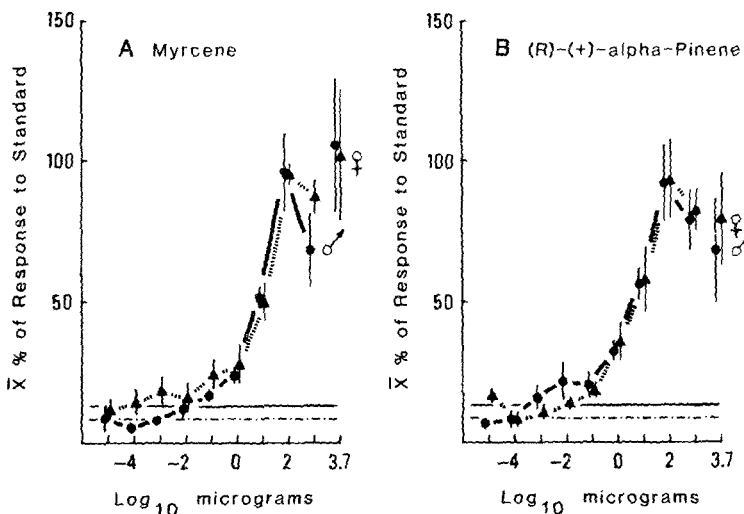 A Myrcene
B (R)-(+)-alpha-Pinene
X̅ % of Response to Standard
150
100
50
-4 -2 0 2 3.7
Log10 micrograms
♀
♂
X̅ % of Response to Standard
150
100
50
-4 -2 0 2 3.7
Log10 micrograms
♀
♂